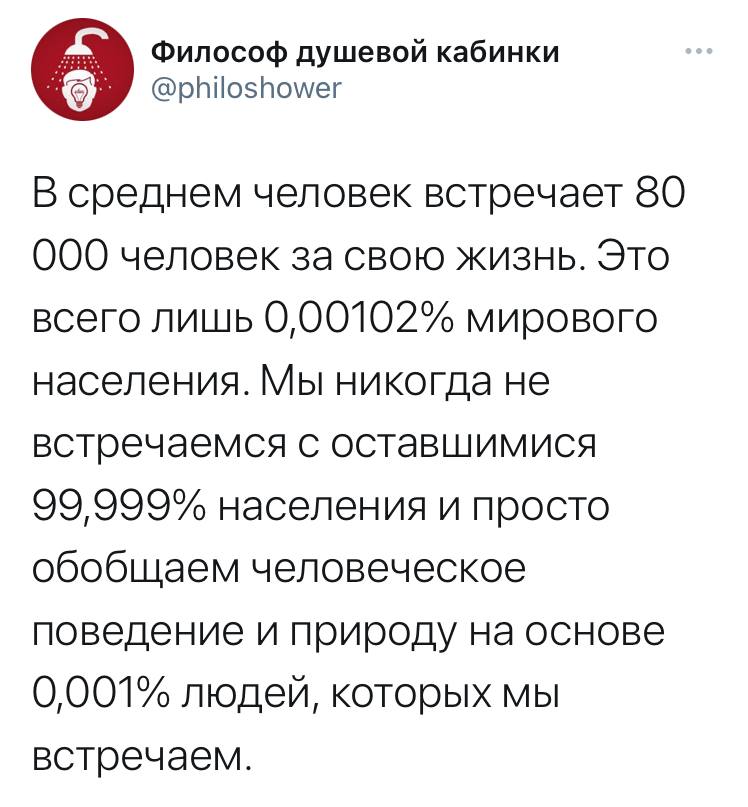 Философ душевой кабинки
@philoshower
В среднем человек встречает 80
000 человек за свою жизнь. Это
всего лишь 0,00102% мирового
населения. Мы никогда не
встречаемся с оставшимися
99,999% населения и просто
обобщаем человеческое
поведение и природу на основе
0,001% людей, которых мы
встречаем.